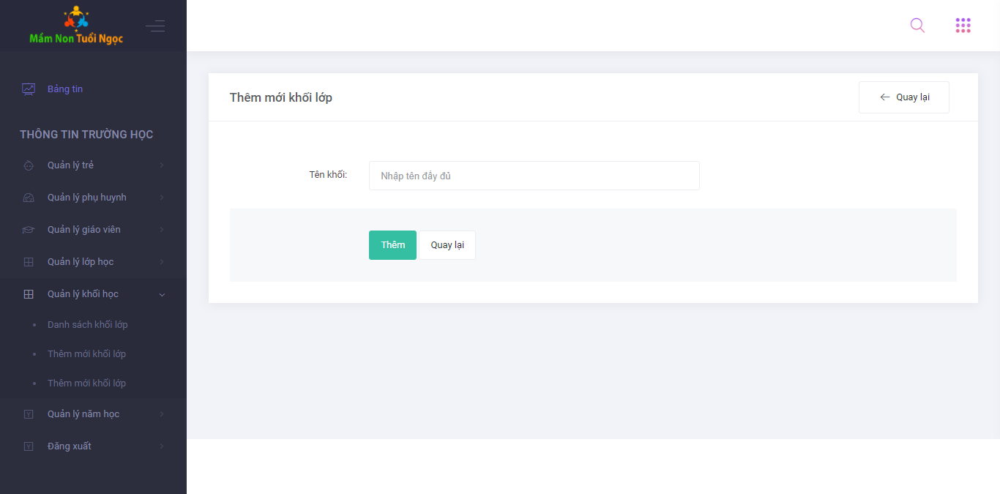 Mầm Non Tuổi Ngọc
Bảng tin
THÔNG TIN TRƯỜNG HỌC
Quản lý trẻ
Quản lý phụ huynh
Quản lý giáo viên
Quản lý lớp học
Quản lý khối học
Danh sách khối lớp
Thêm mới khối lớp
Thêm mới khối lớp
Quản lý năm học
Đăng xuất
Thêm mới khối lớp
Quay lại
Tên khối:
Nhập tên đầy đủ
Thêm
Quay lại